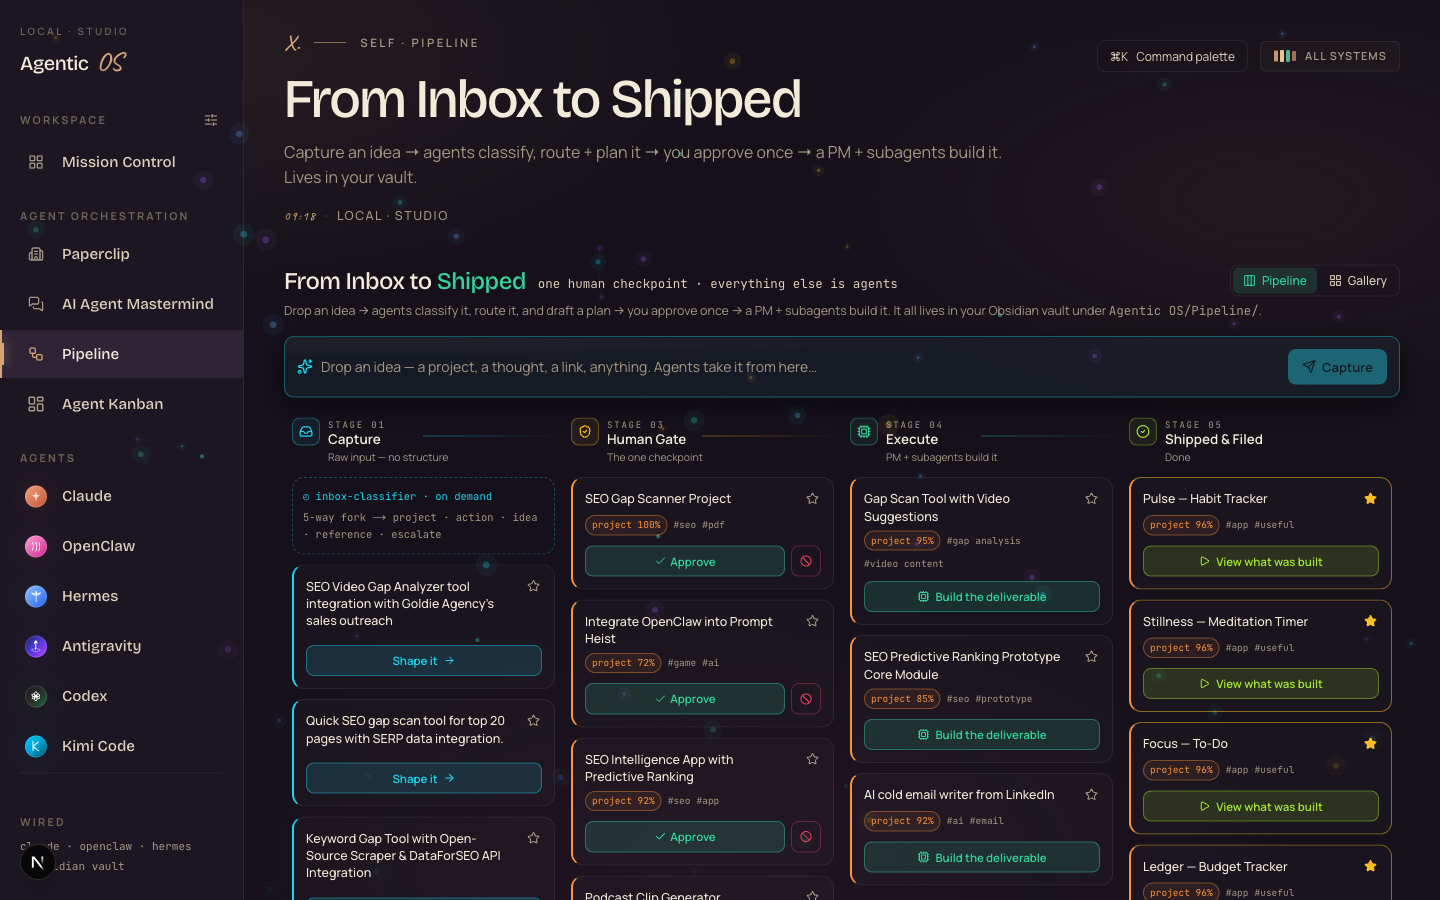 LOCAL · STUDIO
Agentic OS
WORKSPACE
Mission Control
AGENT ORCHESTRATION
Paperclip
AI Agent Mastermind
Pipeline
Agent Kanban
AGENTS
Claude
OpenClaw
Hermes
Antigravity
Codex
Kimi Code
WIRED
openclaw · hermes
vault
X. SELF · PIPELINE
⌘K Command palette
ALL SYSTEMS
From Inbox to Shipped
Capture an idea → agents classify, route + plan it → you approve once → a PM + subagents build it.
Lives in your vault.
09:18 · LOCAL · STUDIO
From Inbox to Shipped one human checkpoint · everything else is agents
Pipeline
Gallery
Drop an idea → agents classify it, route it, and draft a plan → you approve once → a PM + subagents build it. It all lives in your Obsidian vault under Agentic OS/Pipeline/.
Drop an idea — a project, a thought, a link, anything. Agents take it from here...
Capture
STAGE 01
Capture
Raw input — no structure
inbox-classifier · on demand
5-way fork → project · action · idea
· reference · escalate
SEO Video Gap Analyzer tool
integration with Goldie Agency's
sales outreach
Shape it →
Quick SEO gap scan tool for top 20
pages with SERP data integration.
Shape it →
Keyword Gap Tool with Open-
Source Scraper & DataForSEO API
Integration
STAGE 03
Human Gate
The one checkpoint
SEO Gap Scanner Project
project 100% #seo #pdf
Approve
Integrate OpenClaw into Prompt
Heist
project 72% #game #ai
Approve
SEO Intelligence App with
Predictive Ranking
project 92% #seo #app
Approve
Podcast Clip Generator
STAGE 04
Execute
PM + subagents build it
Gap Scan Tool with Video
Suggestions
project 95% #gap analysis
#video content
Build the deliverable
SEO Predictive Ranking Prototype
Core Module
project 85% #seo #prototype
Build the deliverable
AI cold email writer from LinkedIn
project 92% #ai #email
Build the deliverable
STAGE 05
Shipped & Filed
Done
Pulse — Habit Tracker
project 96% #app #useful
View what was built
Stillness — Meditation Timer
project 96% #app #useful
View what was built
Focus — To-Do
project 96% #app #useful
View what was built
Ledger — Budget Tracker
project 96% #app #useful